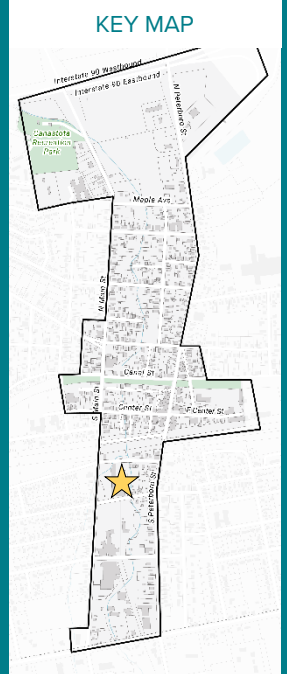 KEY MAP
Interstate 90 Westbound
Interstate 90 Eastbound
N Peterboro St
Canastota
Recreation
Park
Maple Ave
N Main St
Canal St
S Main St
Center St
E Center St
S Peterboro St